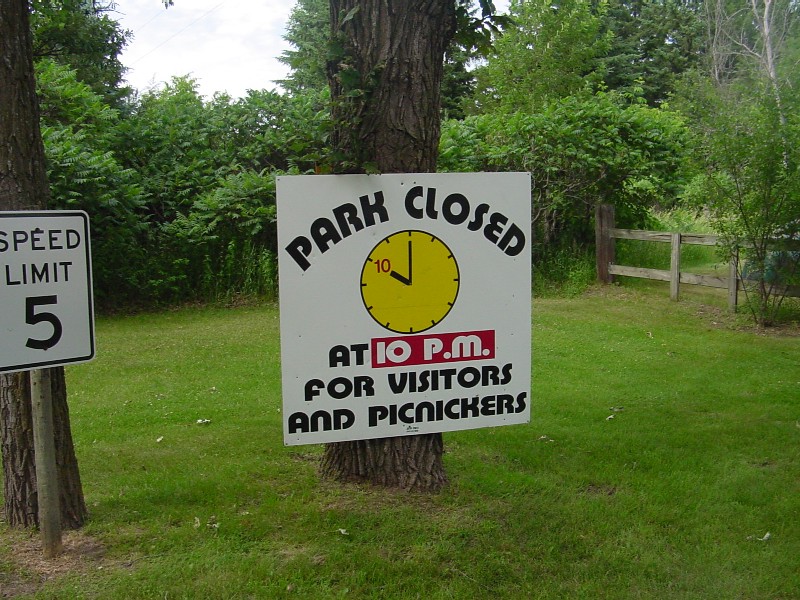 SPEED
LIMIT
5
PARK CLOSED
10
AT 10 P.M.
FOR VISITORS
AND PICNICKERS